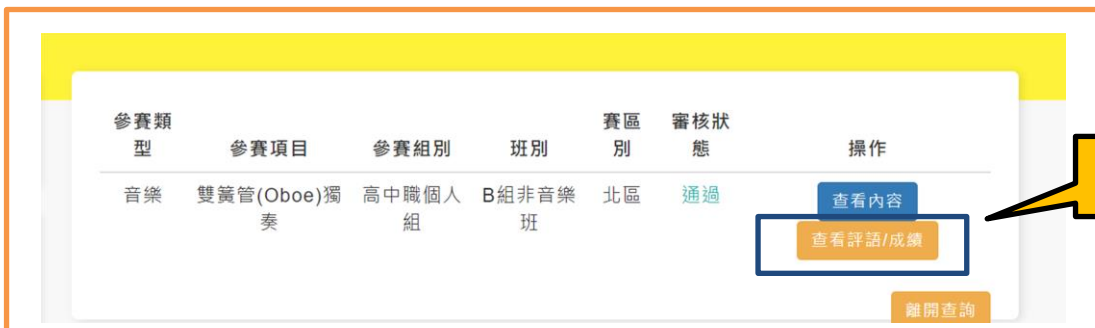 參賽類
型 參賽項目 參賽組別 班別 賽區
別 審核狀
態 操作
音樂 雙簧管(Oboe)獨
奏 高中職個人
組 B組非音樂
班 北區 通過 查看內容
查看評語/成績
離開查詢